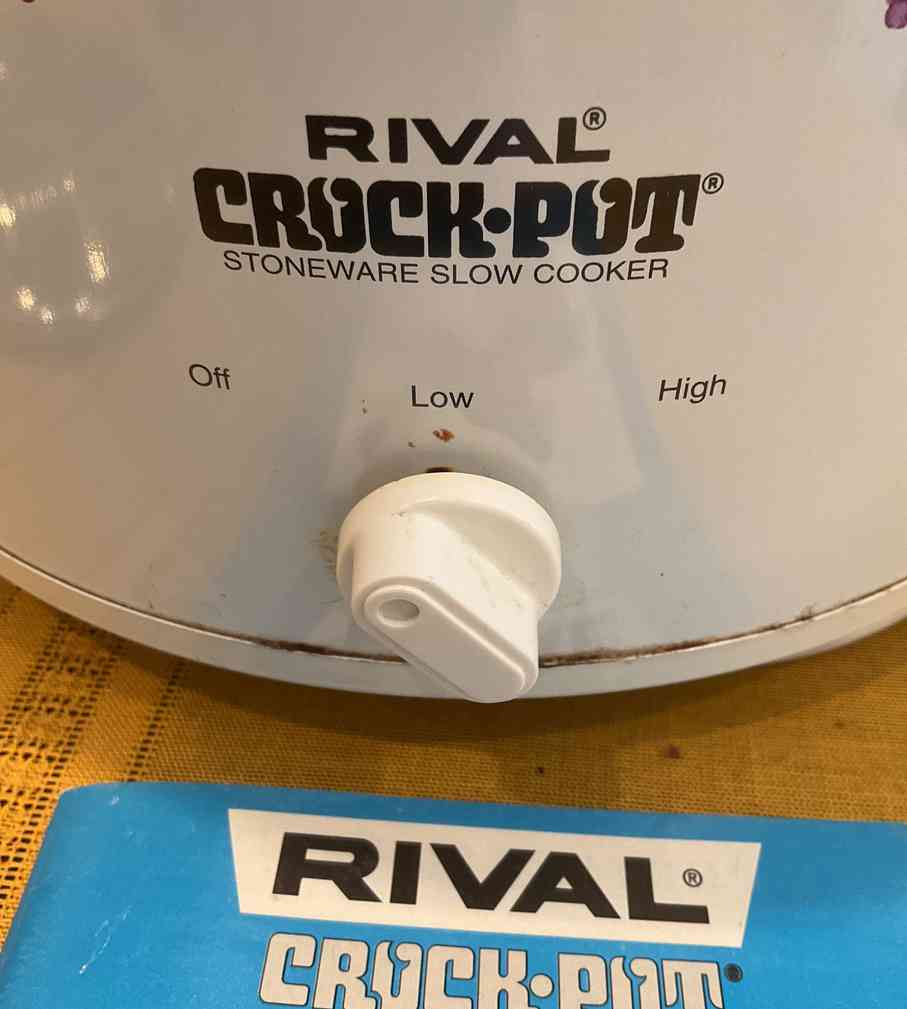 RIVAL®
CROCK•POT®
STONEWARE SLOW COOKER
Off Low High
RIVAL®
CROCK•POT®